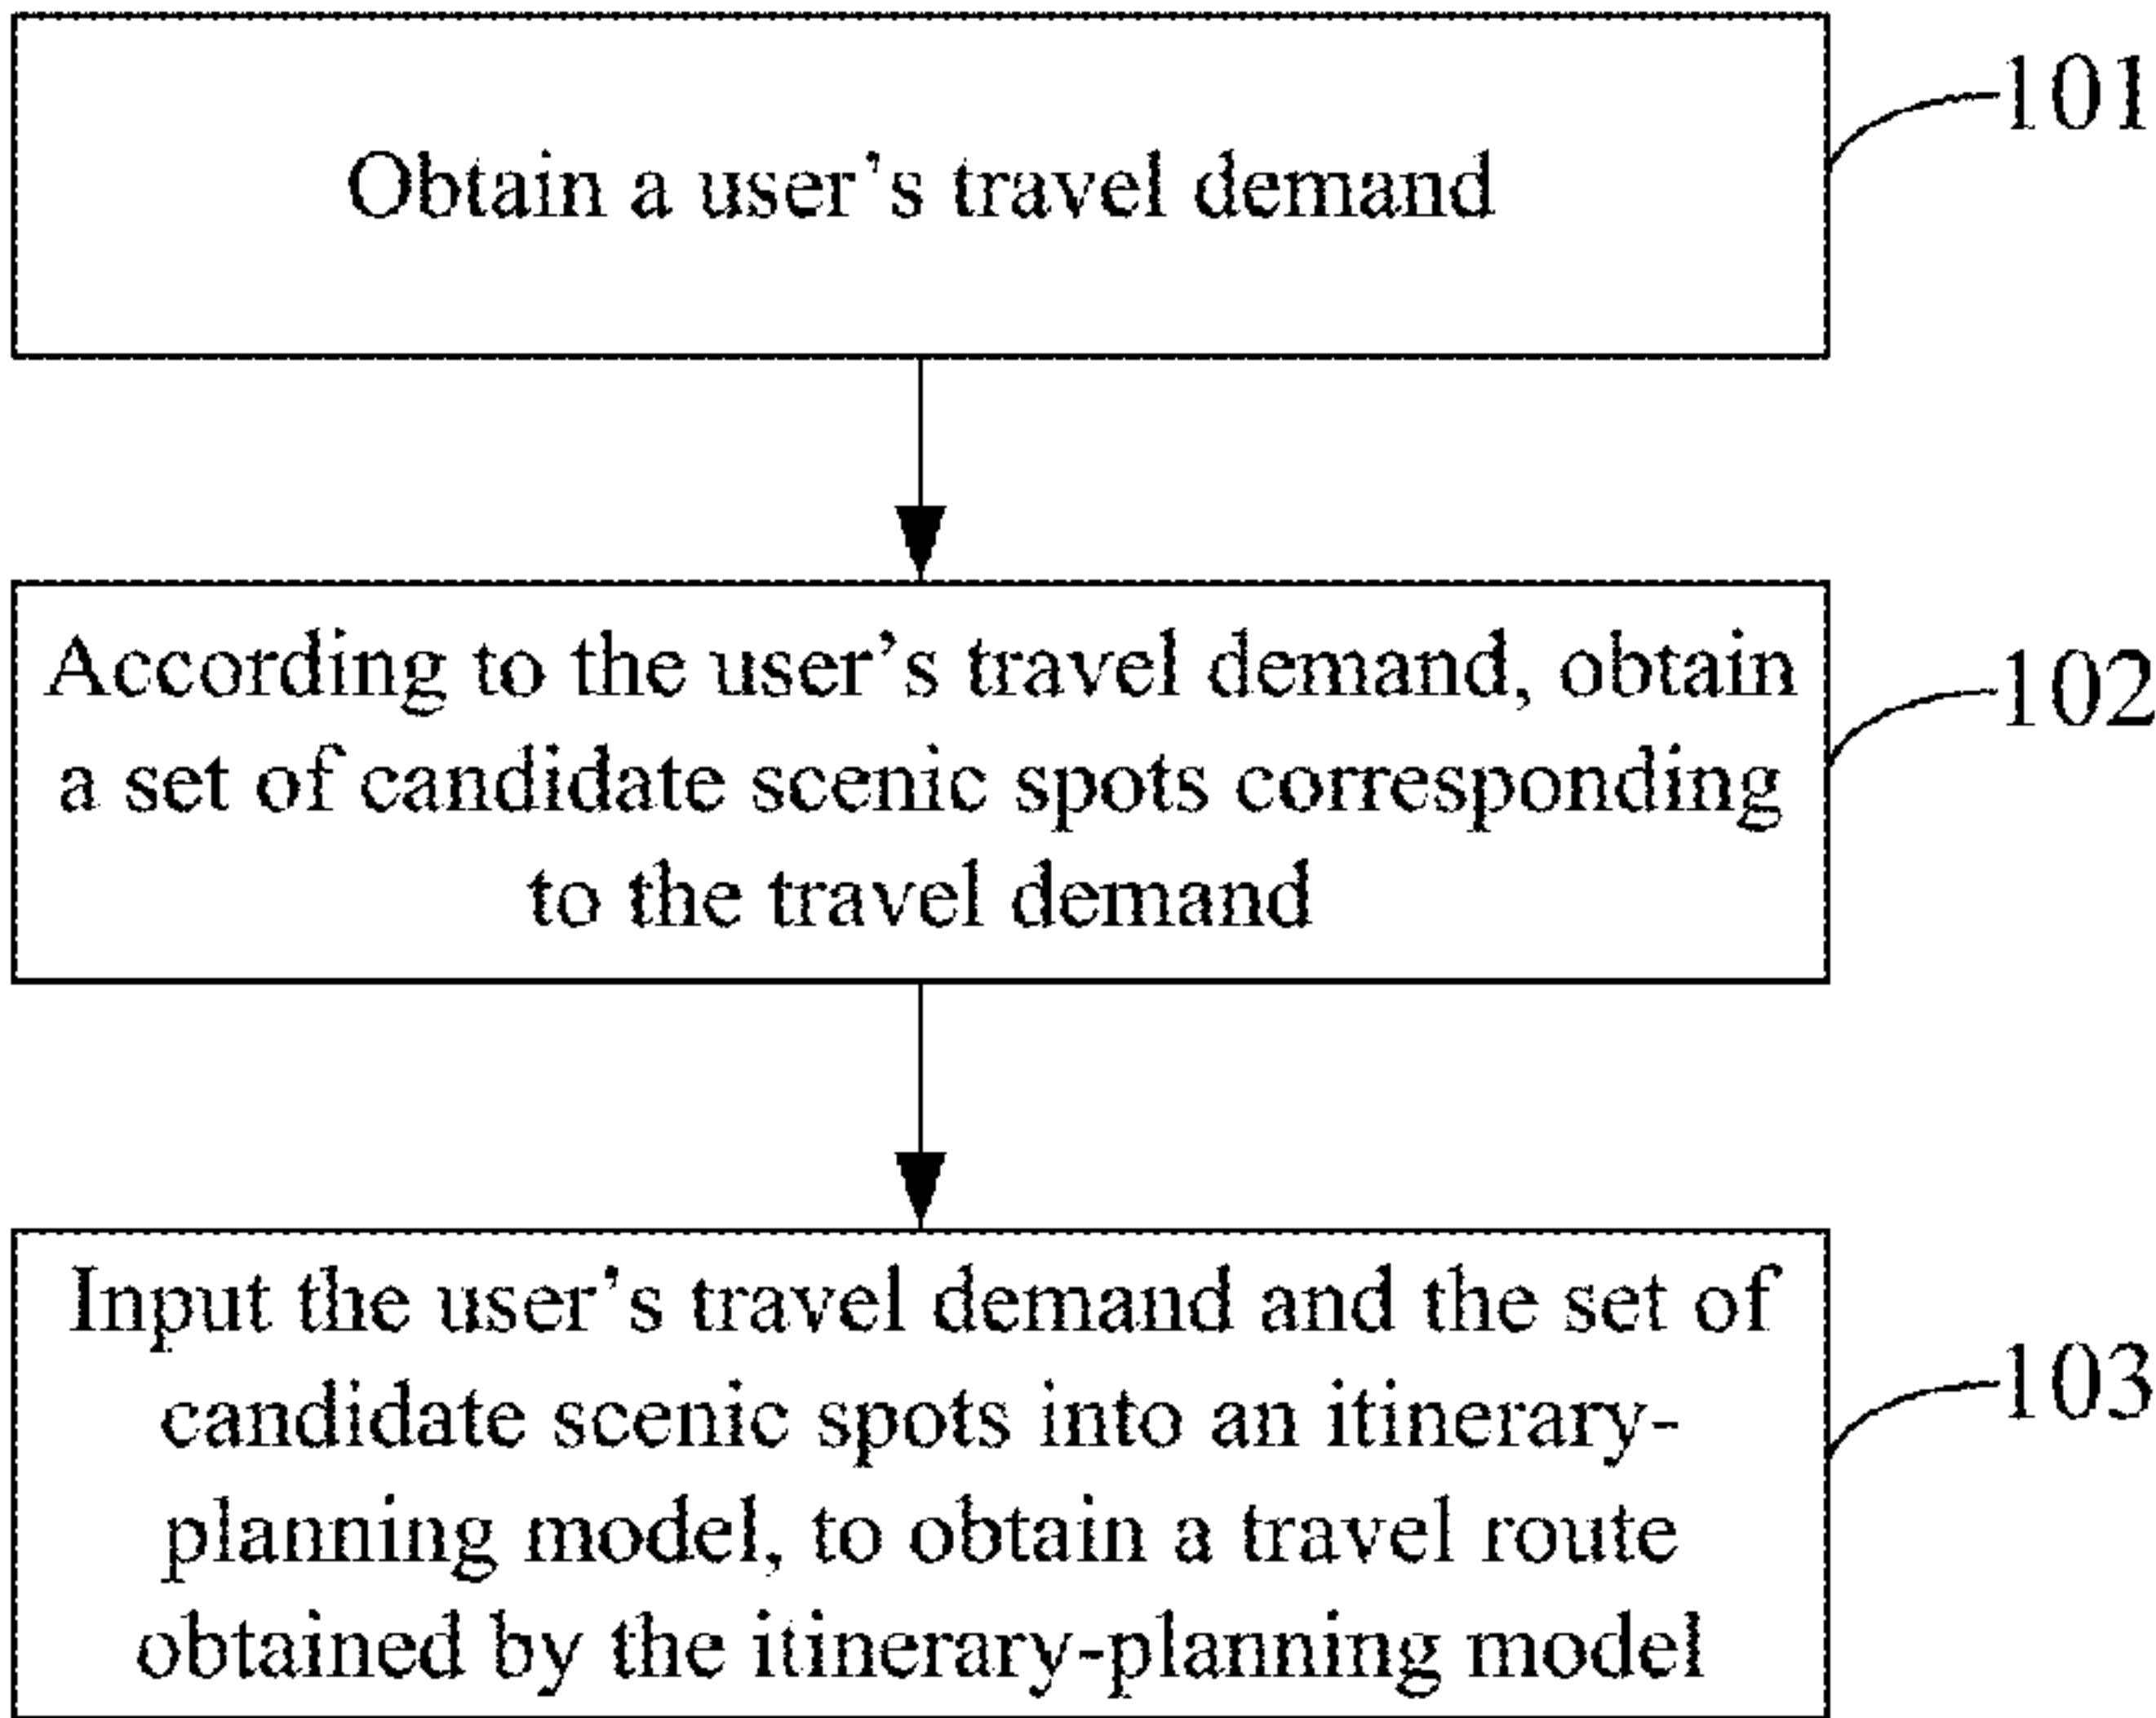 Obtain a user's travel demand
101
According to the user's travel demand, obtain
a set of candidate scenic spots corresponding
to the travel demand
102
Input the user's travel demand and the set of
candidate scenic spots into an itinerary-
planning model, to obtain a travel route
obtained by the itinerary-planning model
103